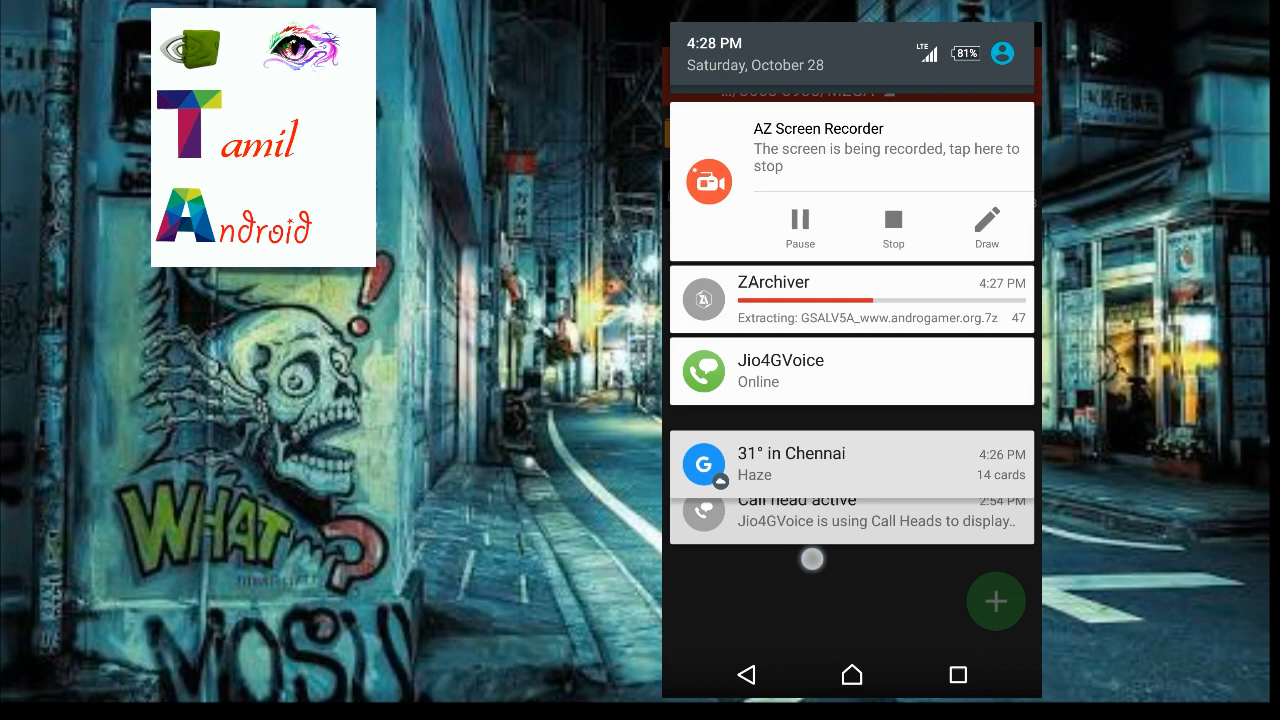 Tamil
Android
WHAT
MOSU
4:28 PM
81%
LTE
Saturday, October 28
AZ Screen Recorder
The screen is being recorded, tap here to
stop
Pause Stop Draw
ZArchiver 4:27 PM
Extracting: GSALV5A_www.androgamer.org.7z 47
Jio4GVoice
Online
G
31° in Chennai 4:26 PM
Haze 14 cards
Call head active 2:54 PM
Jio4GVoice is using Call Heads to display..